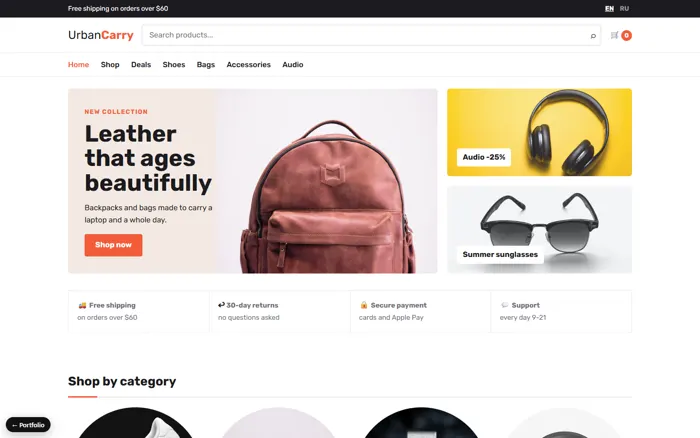 Free shipping on orders over $60
EN RU
UrbanCarry
Search products...
0
Home Shop Deals Shoes Bags Accessories Audio
NEW COLLECTION
Leather
that ages
beautifully
Backpacks and bags made to carry a
laptop and a whole day.
Shop now
Audio -25%
Summer sunglasses
Free shipping
on orders over $60
30-day returns
no questions asked
Secure payment
cards and Apple Pay
Support
every day 9-21
Shop by category
← Portfolio